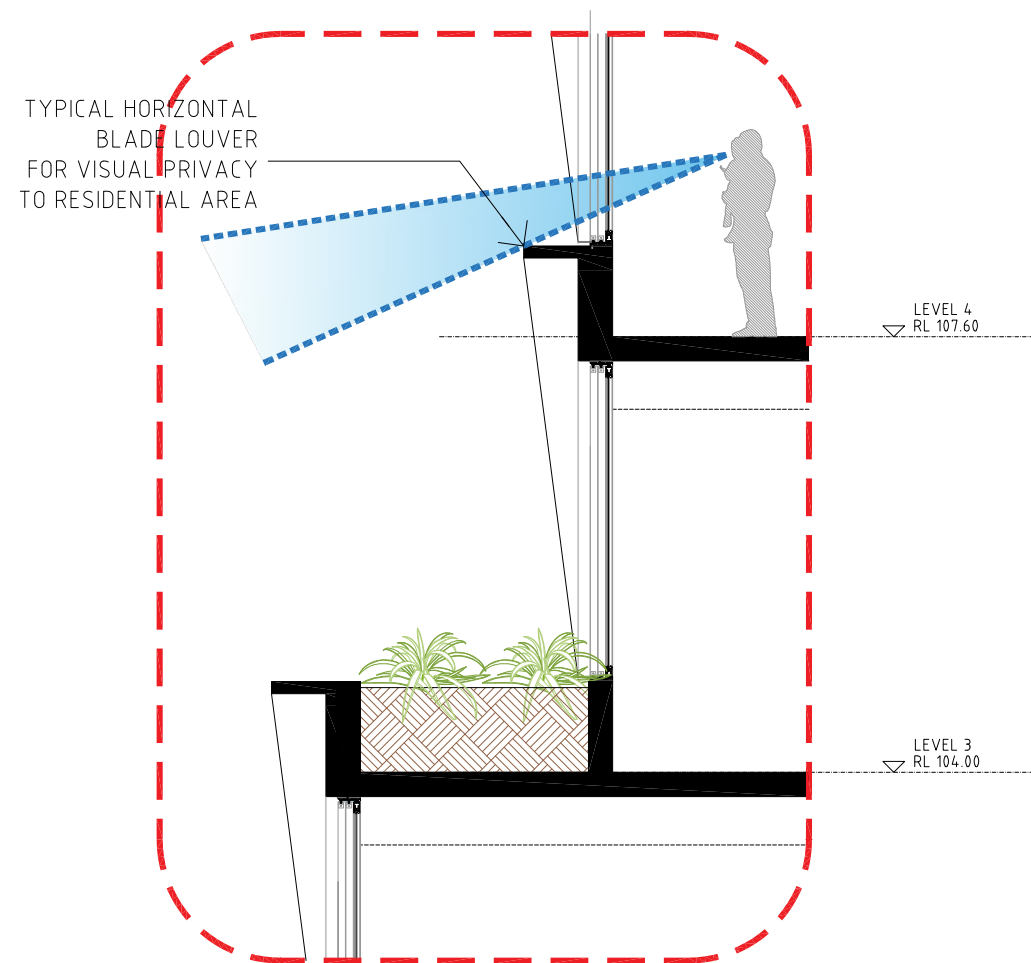 TYPICAL HORIZONTAL
BLADE LOUVER
FOR VISUAL PRIVACY
TO RESIDENTIAL AREA
LEVEL 4
RL 107.60
LEVEL 3
RL 104.00